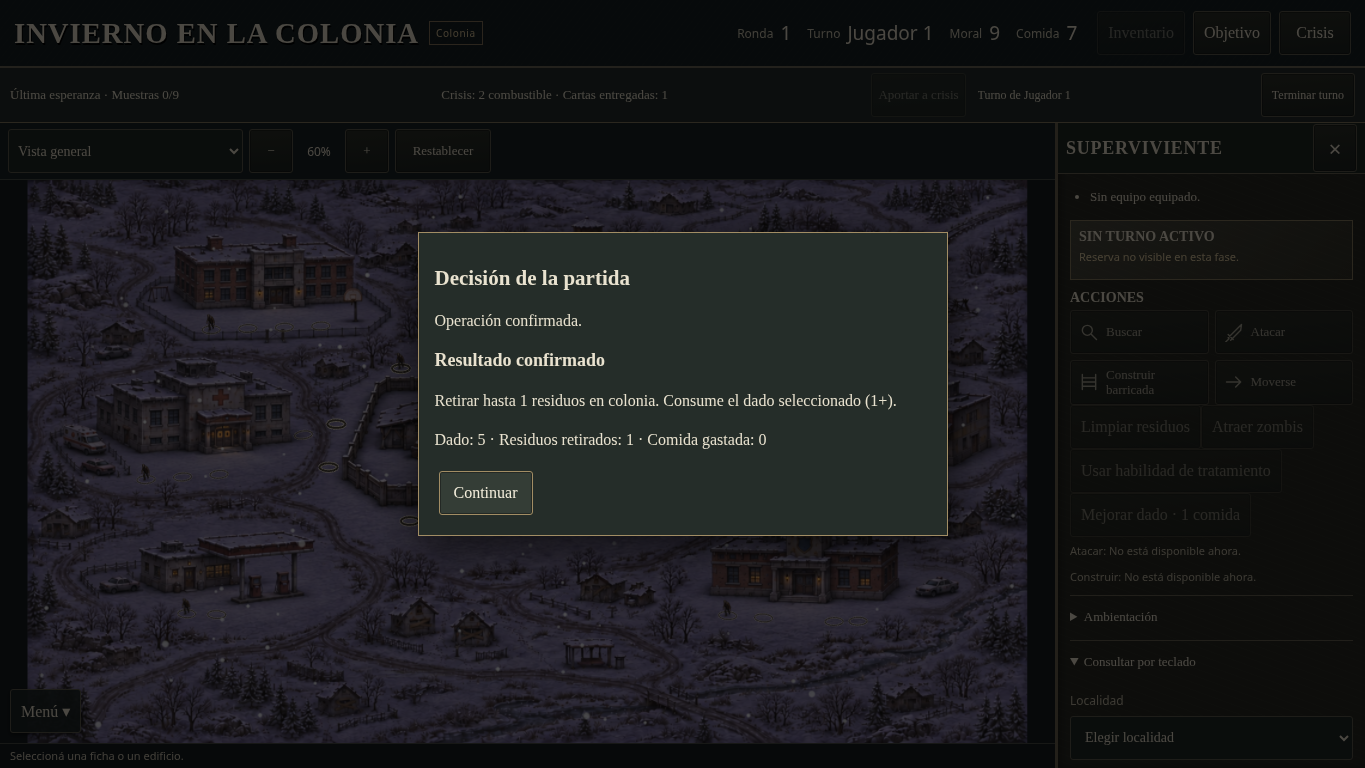 INVIERNO EN LA COLONIA
Colonia
Ronda 1 Turno Jugador 1 Moral 9 Comida 7
Inventario
Objetivo
Crisis
Última esperanza · Muestras 0/9
Crisis: 2 combustible · Cartas entregadas: 1
Aportar a crisis
Turno de Jugador 1
Terminar turno
Vista general
−
60%
+
Restablecer
SUPERVIVIENTE
×
Sin equipo equipado.
SIN TURNO ACTIVO
Reserva no visible en esta fase.
ACCIONES
Buscar
Atacar
Construir
barricada
Moverse
Limpiar residuos
Atraer zombis
Usar habilidad de tratamiento
Mejorar dado · 1 comida
Atacar: No está disponible ahora.
Construir: No está disponible ahora.
Ambientación
Consultar por teclado
Localidad
Elegir localidad
Decisión de la partida
Operación confirmada.
Resultado confirmado
Retirar hasta 1 residuos en colonia. Consume el dado seleccionado (1+).
Dado: 5 · Residuos retirados: 1 · Comida gastada: 0
Continuar
Menú ▾
Seleccioná una ficha o un edificio.